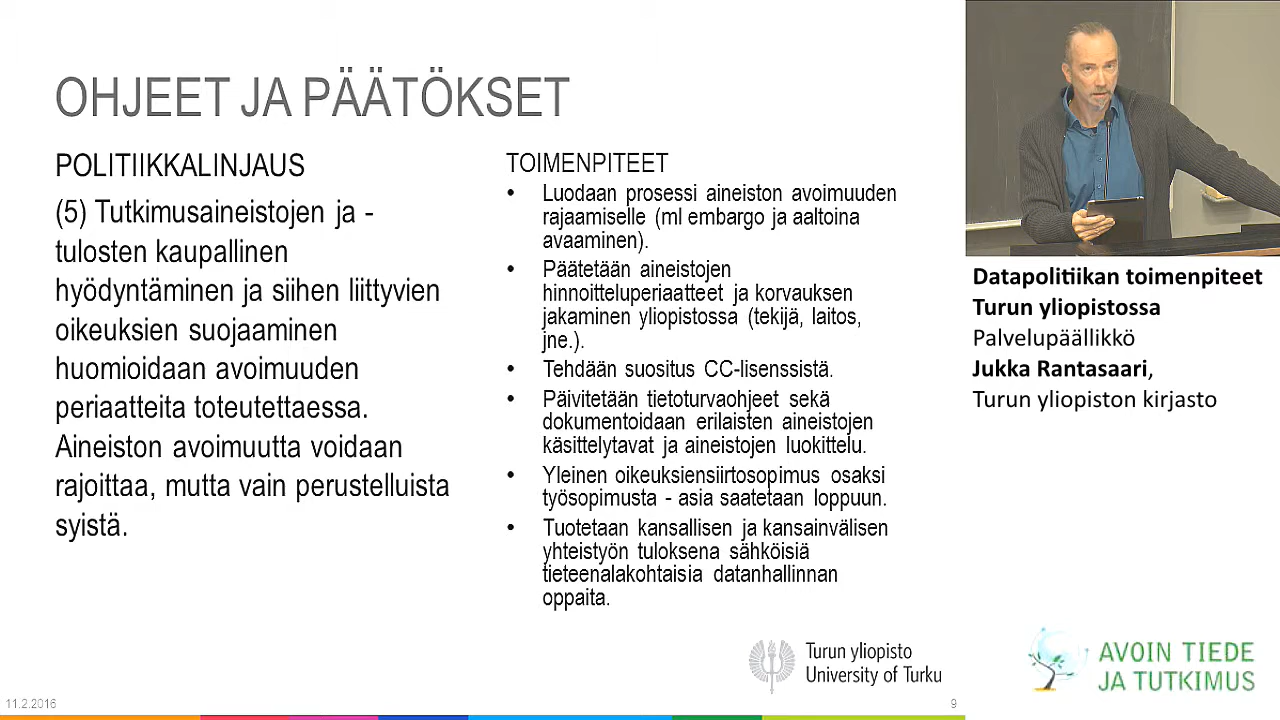 OHJEET JA PÄÄTÖKSET
POLITIIKKALINJAUS
(5) Tutkimusaineistojen ja -
tulosten kaupallinen
hyödyntäminen ja siihen liittyvien
oikeuksien suojaaminen
huomioidaan avoimuuden
periaatteita toteutettaessa.
Aineiston avoimuutta voidaan
rajoittaa, mutta vain perustelluista
syistä.
TOIMENPITEET
• Luodaan prosessi aineiston avoimuuden
rajaamiselle (ml embargo ja aaltoina
avaaminen).
• Päätetään aineistojen
hinnoitteluperiaatteet ja korvauksen
jakaminen yliopistossa (tekijä, laitos,
jne.).
• Tehdään suositus CC-lisenssistä.
• Päivitetään tietoturvaohjeet sekä
dokumentoidaan erilaisten aineistojen
käsittelytavat ja aineistojen luokittelu.
• Yleinen oikeuksiensiirtosopimus osaksi
työsopimusta - asia saatetaan loppuun.
• Tuotetaan kansallisen ja kansainvälisen
yhteistyön tuloksena sähköisiä
tieteenalakohtaisia datanhallinnan
oppaita.
Turun yliopisto
University of Turku
11.2.2016
9
Datapolitiikan toimenpiteet
Turun yliopistossa
Palvelupäällikkö
Jukka Rantasaari,
Turun yliopiston kirjasto
AVOIN TIEDE
JA TUTKIMUS